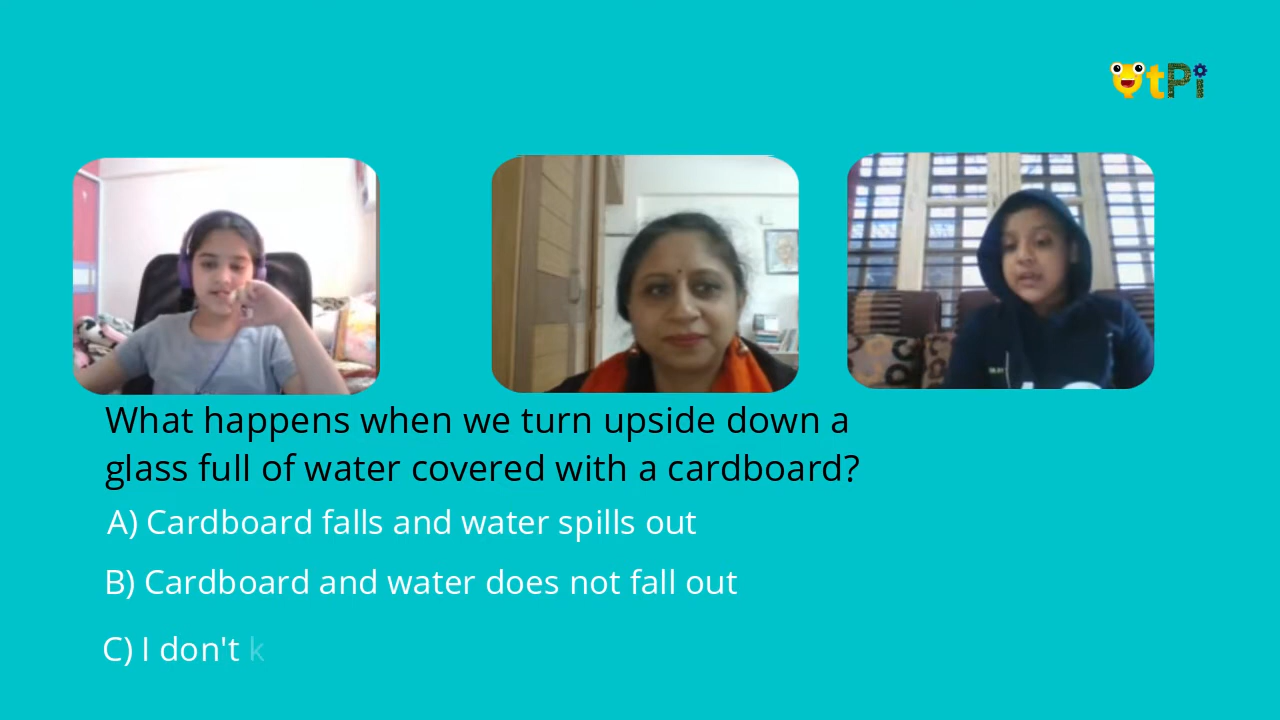 UtPi
What happens when we turn upside down a
glass full of water covered with a cardboard?
A) Cardboard falls and water spills out
B) Cardboard and water does not fall out
C) I don't k